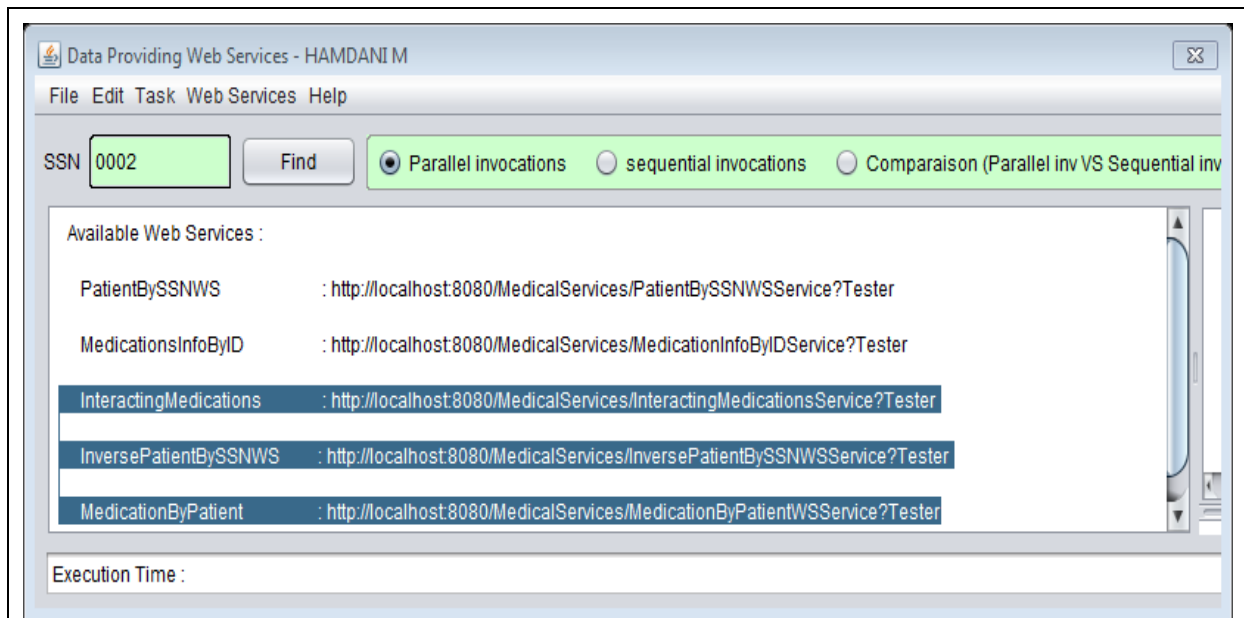 Data Providing Web Services - HAMDANI M
File Edit Task Web Services Help
SSN 0002 Find Parallel invocations sequential invocations Comparaison (Parallel inv VS Sequential inv
Available Web Services :
PatientBySSNWS : http://localhost:8080/MedicalServices/PatientBySSNWSService?Tester
MedicationsInfoByID : http://localhost:8080/MedicalServices/MedicationInfoByIDService?Tester
InteractingMedications : http://localhost:8080/MedicalServices/InteractingMedicationsService?Tester
InversePatientBySSNWS : http://localhost:8080/MedicalServices/InversePatientBySSNWSService?Tester
MedicationByPatient : http://localhost:8080/MedicalServices/MedicationByPatientWSService?Tester
Execution Time :